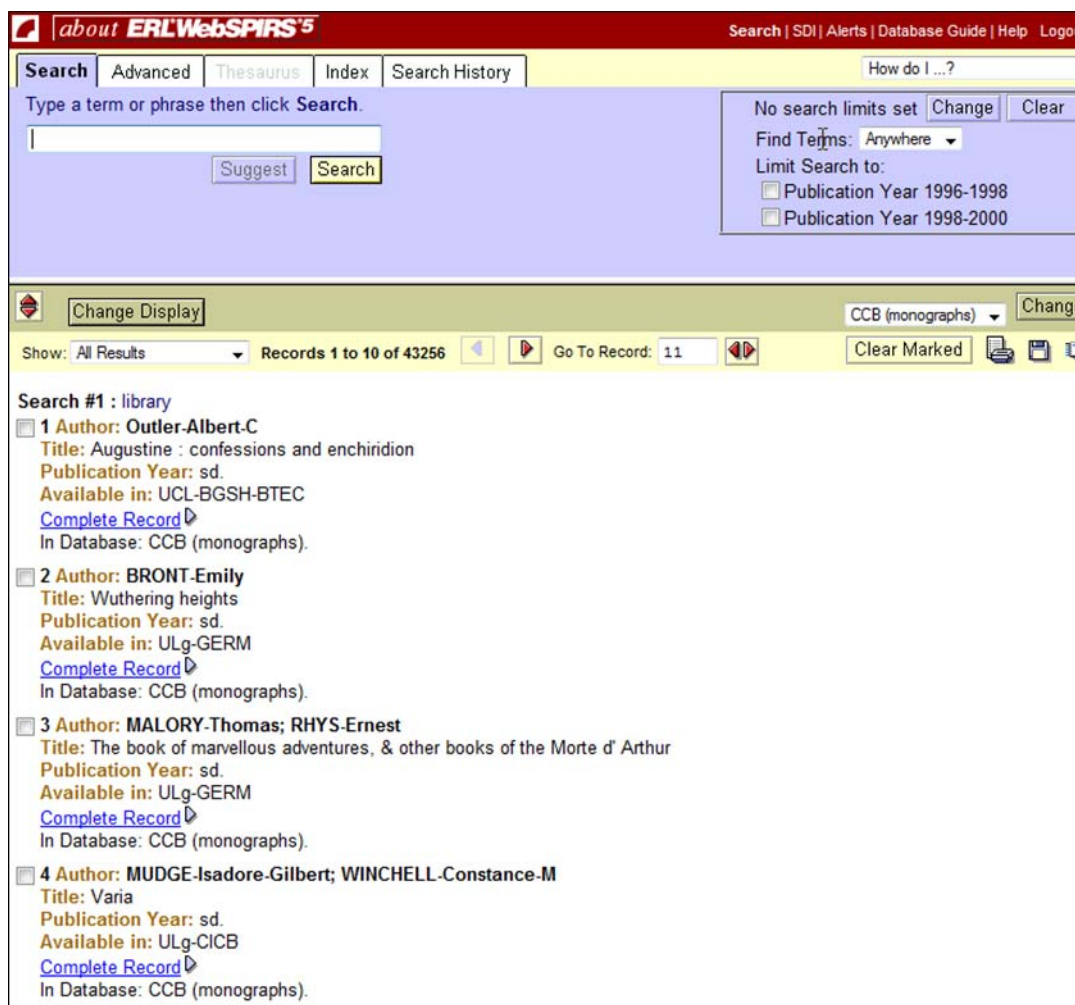 about ERL'WebSPIRS'5
Search | SDI | Alerts | Database Guide | Help
Search Advanced Thesaurus Index Search History
How do I ...?
Type a term or phrase then click Search.
No search limits set Change Clear
Find Terms: Anywhere
Suggest Search
Limit Search to:
Publication Year 1996-1998
Publication Year 1998-2000
Change Display
CCB (monographs)
Show: All Results Records 1 to 10 of 43256 Go To Record: 11 Clear Marked
Search #1 : library
1 Author: Outler-Albert-C
Title: Augustine : confessions and enchiridion
Publication Year: sd.
Available in: UCL-BGSH-BTEC
Complete Record
In Database: CCB (monographs).
2 Author: BRONT-Emily
Title: Wuthering heights
Publication Year: sd.
Available in: ULg-GERM
Complete Record
In Database: CCB (monographs).
3 Author: MALORY-Thomas; RHYS-Ernest
Title: The book of marvellous adventures, & other books of the Morte d' Arthur
Publication Year: sd.
Available in: ULg-GERM
Complete Record
In Database: CCB (monographs).
4 Author: MUDGE-Isadore-Gilbert; WINCHELL-Constance-M
Title: Varia
Publication Year: sd.
Available in: ULg-CICB
Complete Record
In Database: CCB (monographs).